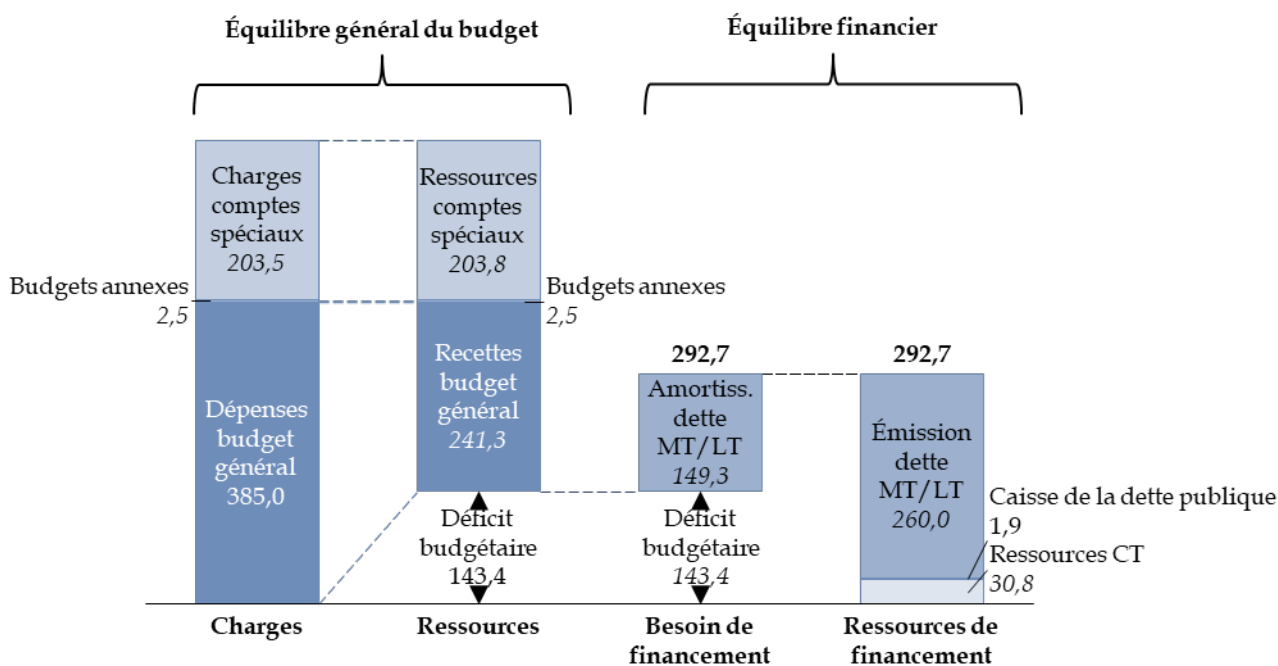 Équilibre général du budget
Équilibre financier
Charges
comptes
spéciaux
203,5
Ressources
comptes
spéciaux
203,8
Budgets annexes
2,5
Budgets annexes
2,5
Dépenses
budget
général
385,0
Recettes
budget
général
241,3
Déficit
budgétaire
143,4
292,7
Amortiss.
dette
MT/LT
149,3
Déficit
budgétaire
143,4
292,7
Émission
dette
MT/LT
260,0
Caisse de la dette publique
1,9
Ressources CT
30,8
Charges
Ressources
Besoin de
financement
Ressources de
financement